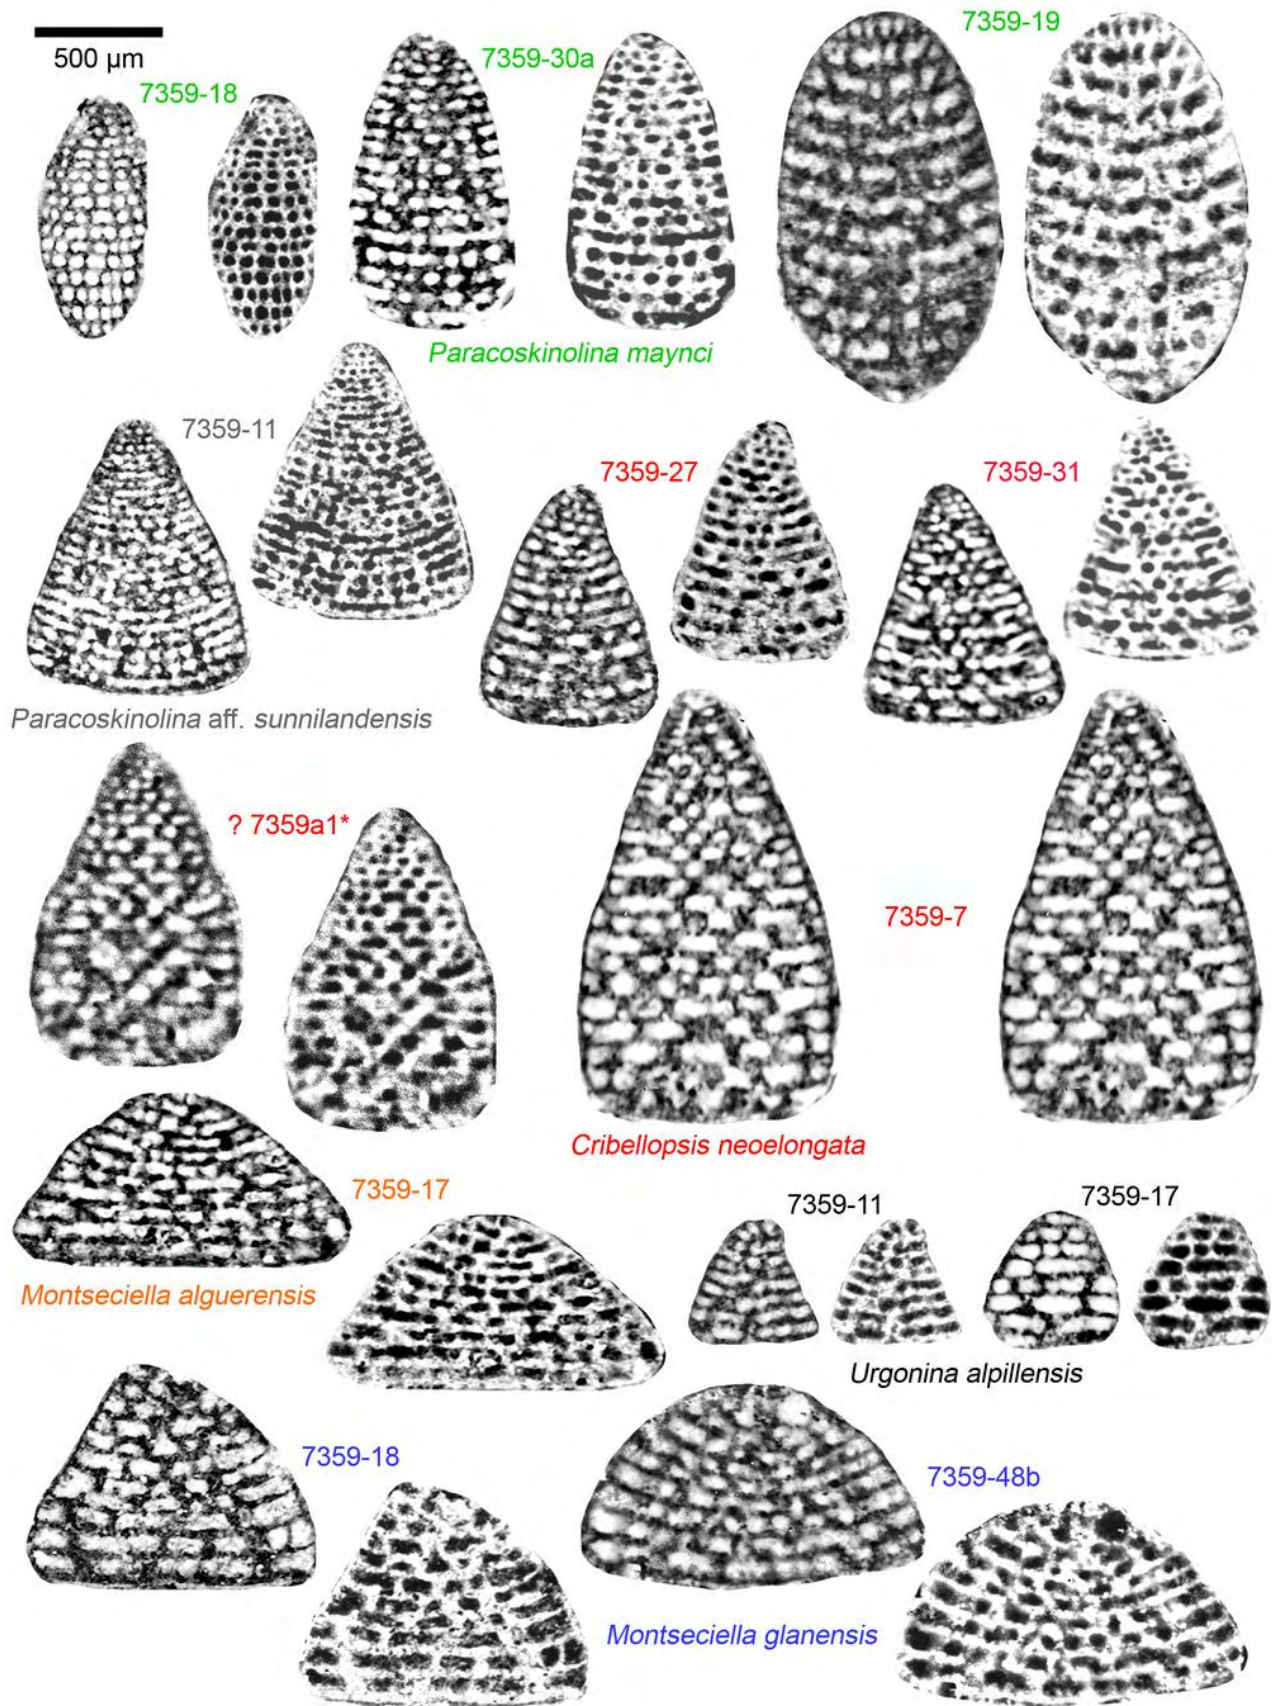 500 µm
7359-18
7359-30a
7359-19
Paracoskinolina maynci
7359-11
7359-27
7359-31
Paracoskinolina aff. sunnilandensis
? 7359a1*
7359-7
Cribellopsis neoelongata
7359-17
7359-11
7359-17
Montseciella alguerensis
Urgonina alpillensis
7359-18
7359-48b
Montseciella glanensis